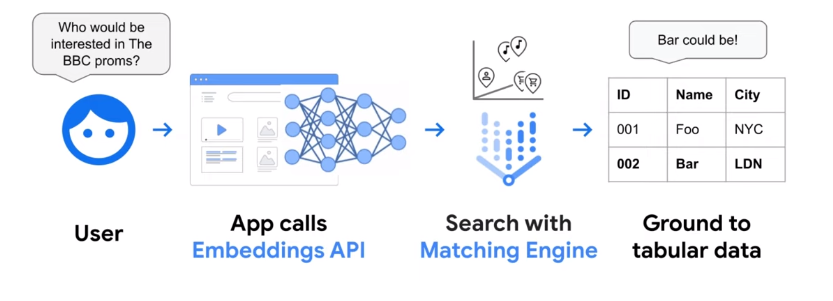 Who would be
interested in The
BBC proms?
Bar could be!
ID Name City
001 Foo NYC
002 Bar LDN
User
App calls
Embeddings API
Search with
Matching Engine
Ground to
tabular data